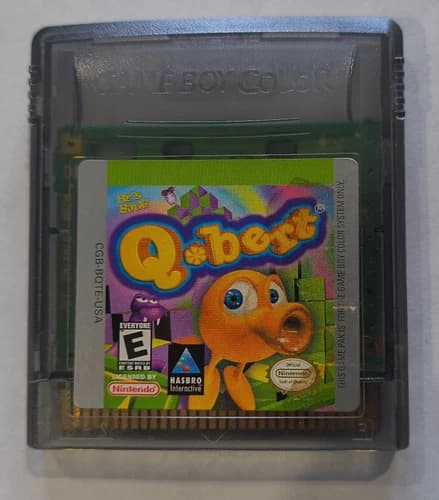 GAME BOY COLOR
He's
Back!
Q*bert®
CGB-BQTE-USA
THIS GAME PAK IS FOR THE GAME BOY COLOR SYSTEM ONLY.
EVERYONE
E
ESRB
LICENSED BY
Nintendo
HASBRO
Interactive
Official
Nintendo
Seal of Quality